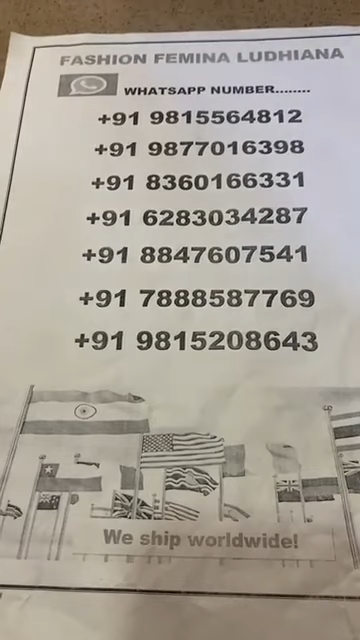 FASHION FEMINA LUDHIANA
WHATSAPP NUMBER........
+91 9815564812
+91 9877016398
+91 8360166331
+91 6283034287
+91 8847607541
+91 7888587769
+91 9815208643
We ship worldwide!